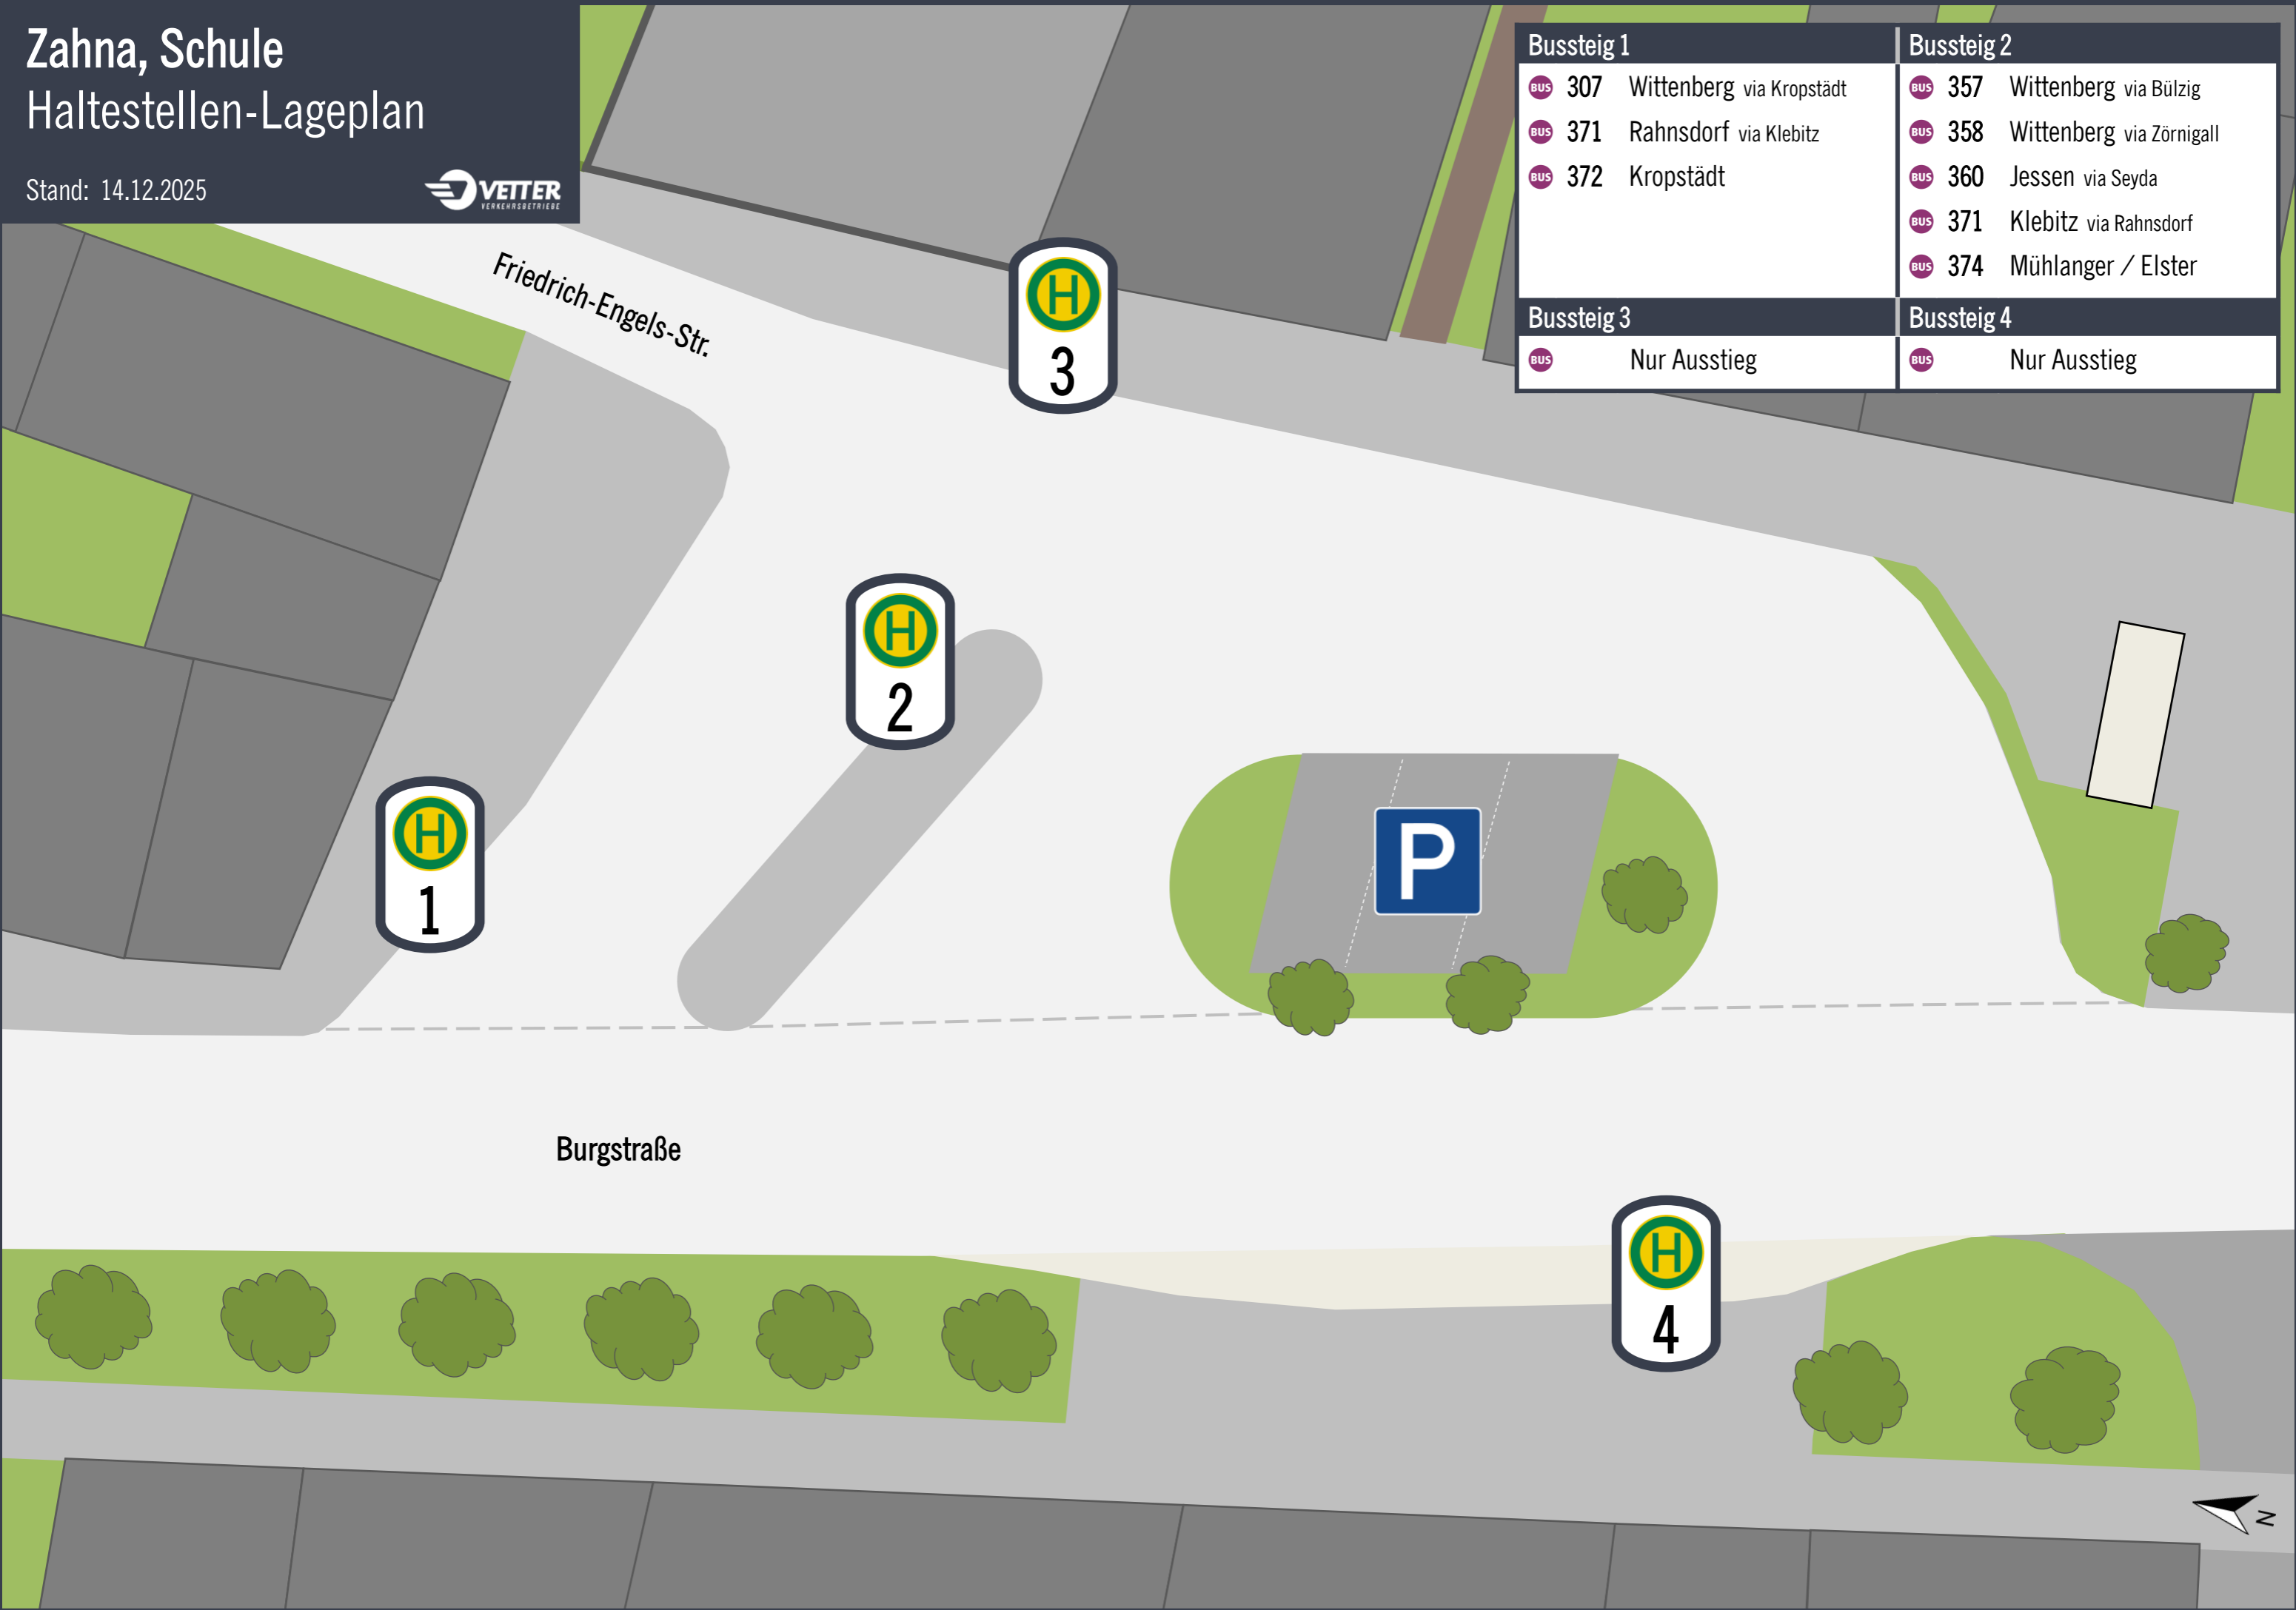 Zahna, Schule
Haltestellen-Lageplan
Stand: 14.12.2025
VETTER
VERKEHRSBETRIEBE
Bussteig 1
BUS 307 Wittenberg via Kropstädt
BUS 371 Rahnsdorf via Klebitz
BUS 372 Kropstädt
Bussteig 2
BUS 357 Wittenberg via Bülzig
BUS 358 Wittenberg via Zörnigall
BUS 360 Jessen via Seyda
BUS 371 Klebitz via Rahnsdorf
BUS 374 Mühlanger / Elster
Bussteig 3
BUS Nur Ausstieg
Bussteig 4
BUS Nur Ausstieg
Friedrich-Engels-Str.
H
3
H
2
H
1
P
Burgstraße
H
4
N